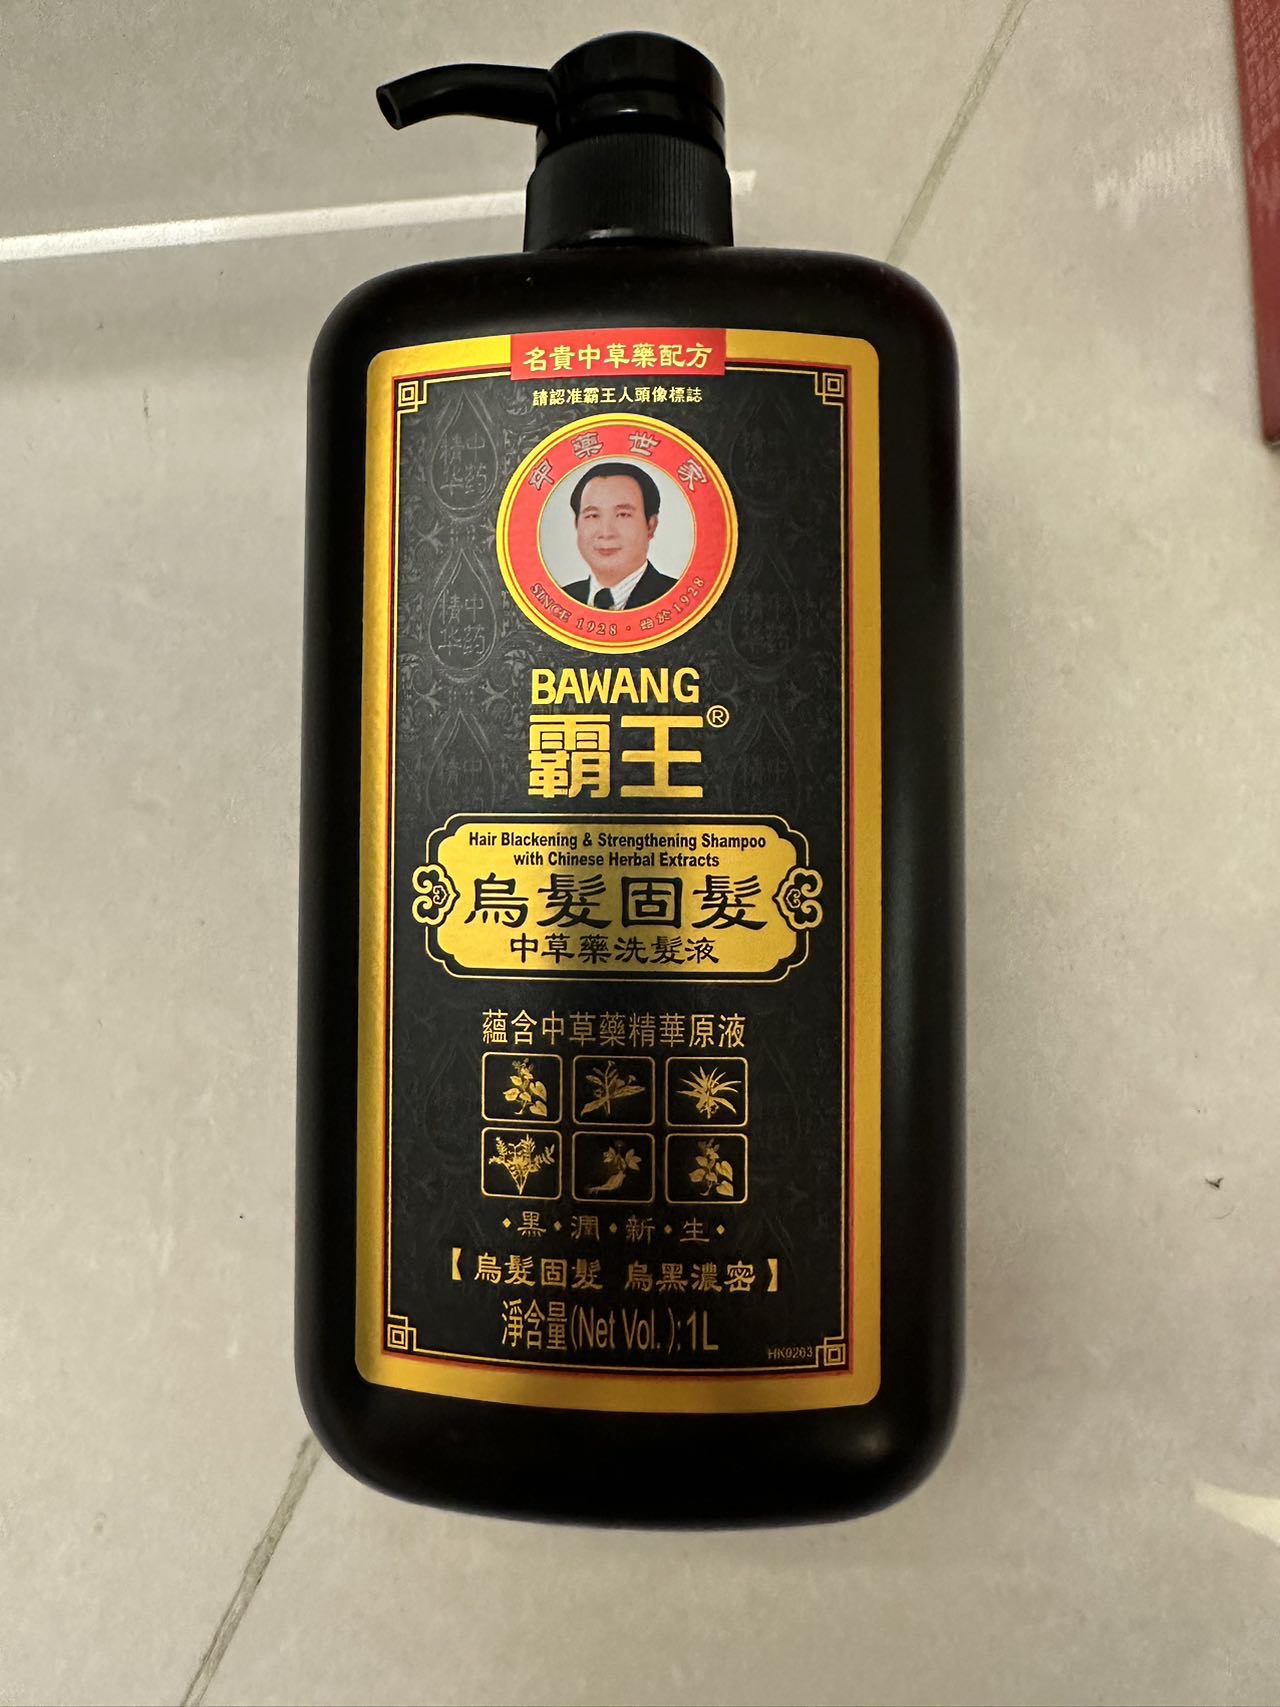 名貴中草藥配方
請認准霸王人頭像標誌
中藥世家
SINCE 1928 · 始於1928
BAWANG
霸王®
Hair Blackening & Strengthening Shampoo
with Chinese Herbal Extracts
烏髮固髮
中草藥洗髮液
蘊含中草藥精華原液
·黑·潤·新·生·
【烏髮固髮 烏黑濃密】
淨含量(Net Vol.):1L
HK0263